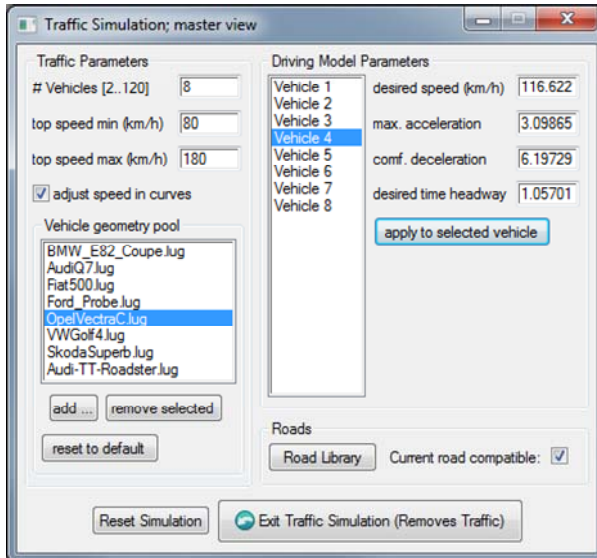 Traffic Simulation; master view
Traffic Parameters
# Vehicles [2..120] 8
top speed min (km/h) 80
top speed max (km/h) 180
adjust speed in curves
Vehicle geometry pool
BMW_E82_Coupe.lug
AudiQ7.lug
Fiat500.lug
Ford_Probe.lug
OpelVectraC.lug
VWGolf4.lug
SkodaSuperb.lug
Audi-TT-Roadster.lug
add ... remove selected
reset to default
Driving Model Parameters
Vehicle 1
Vehicle 2
Vehicle 3
Vehicle 4
Vehicle 5
Vehicle 6
Vehicle 7
Vehicle 8
desired speed (km/h) 116.622
max. acceleration 3.09865
comf. deceleration 6.19729
desired time headway 1.05701
apply to selected vehicle
Roads
Road Library Current road compatible:
Reset Simulation Exit Traffic Simulation (Removes Traffic)